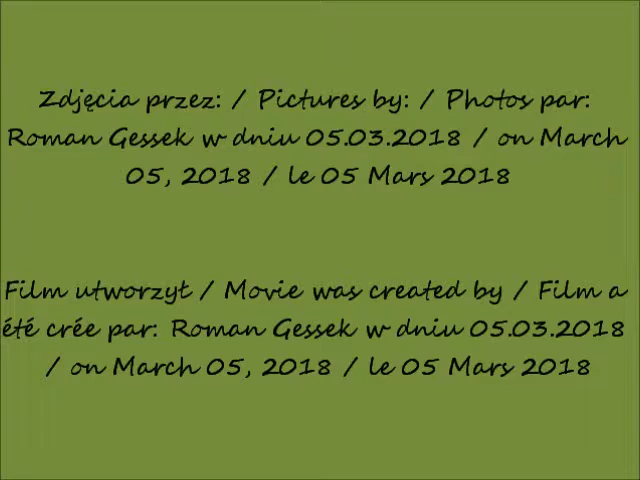 Zdjęcia przez: / Pictures by: / Photos par:
Roman Gessek w dniu 05.03.2018 / on March
05, 2018 / le 05 Mars 2018
Film utworzył / Movie was created by / Film a
été crée par: Roman Gessek w dniu 05.03.2018
/ on March 05, 2018 / le 05 Mars 2018